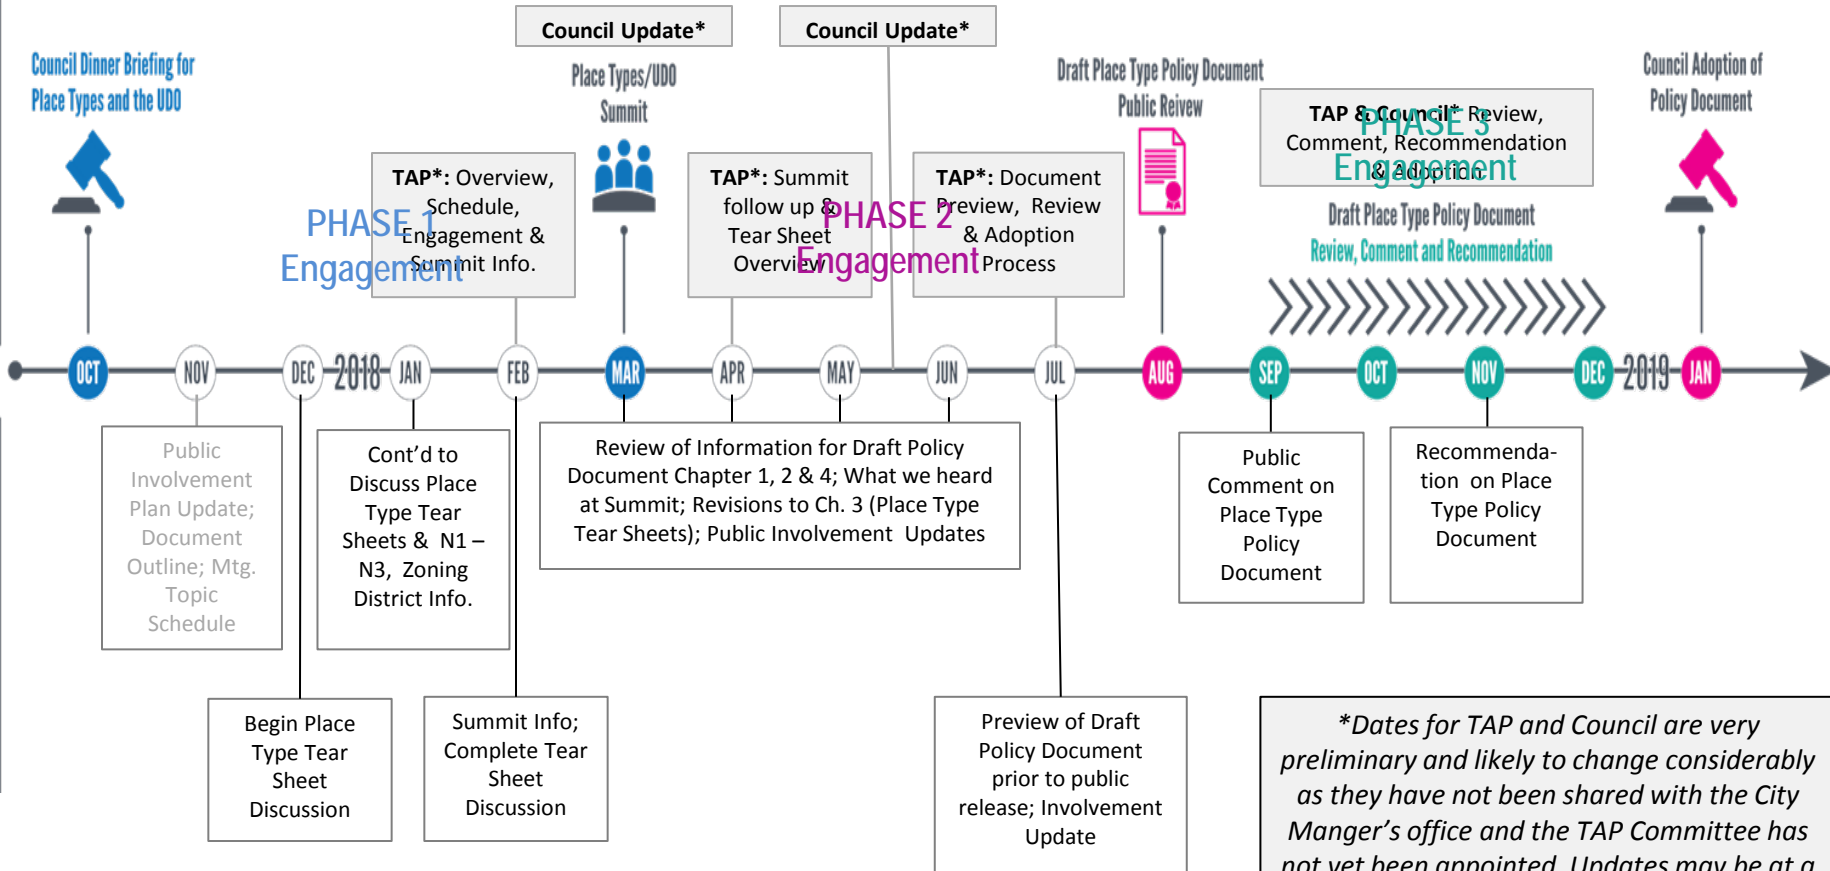 Council Update*
Council Update*
Council Dinner Briefing for
Place Types and the UDO
Place Types/UDO
Summit
Draft Place Type Policy Document
Public Reivew
Council Adoption of
Policy Document
TAP & Council* Review,
Comment, Recommendation
& Adoption
PHASE 3
Engagement
TAP*: Overview,
Schedule,
Engagement &
Summit Info.
PHASE 1
Engagement
TAP*: Summit
follow up &
Tear Sheet
Overview
PHASE 2
Engagement
TAP*: Document
Preview, Review
& Adoption
Process
Draft Place Type Policy Document
Review, Comment and Recommendation
OCT NOV DEC 2018 JAN FEB MAR APR MAY JUN JUL AUG SEP OCT NOV DEC 2019 JAN
Public
Involvement
Plan Update;
Document
Outline; Mtg.
Topic
Schedule
Cont'd to
Discuss Place
Type Tear
Sheets & N1 –
N3, Zoning
District Info.
Review of Information for Draft Policy
Document Chapter 1, 2 & 4; What we heard
at Summit; Revisions to Ch. 3 (Place Type
Tear Sheets); Public Involvement Updates
Public
Comment on
Place Type
Policy
Document
Recommenda-
tion on Place
Type Policy
Document
Begin Place
Type Tear
Sheet
Discussion
Summit Info;
Complete Tear
Sheet
Discussion
Preview of Draft
Policy Document
prior to public
release; Involvement
Update
*Dates for TAP and Council are very
preliminary and likely to change considerably
as they have not been shared with the City
Manger's office and the TAP Committee has
not yet been appointed. Updates may be at a